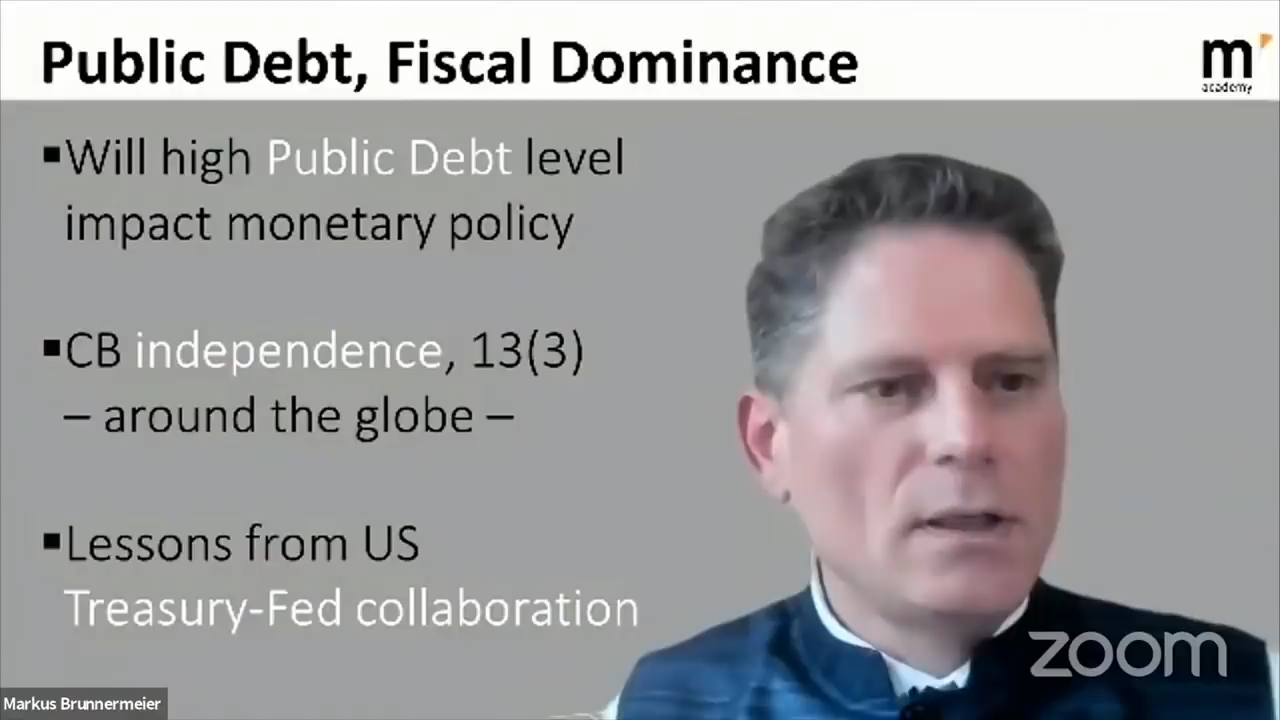 Public Debt, Fiscal Dominance
m'
academy
▪Will high Public Debt level
impact monetary policy
▪CB independence, 13(3)
– around the globe –
▪Lessons from US
Treasury-Fed collaboration
zoom
Markus Brunnermeier